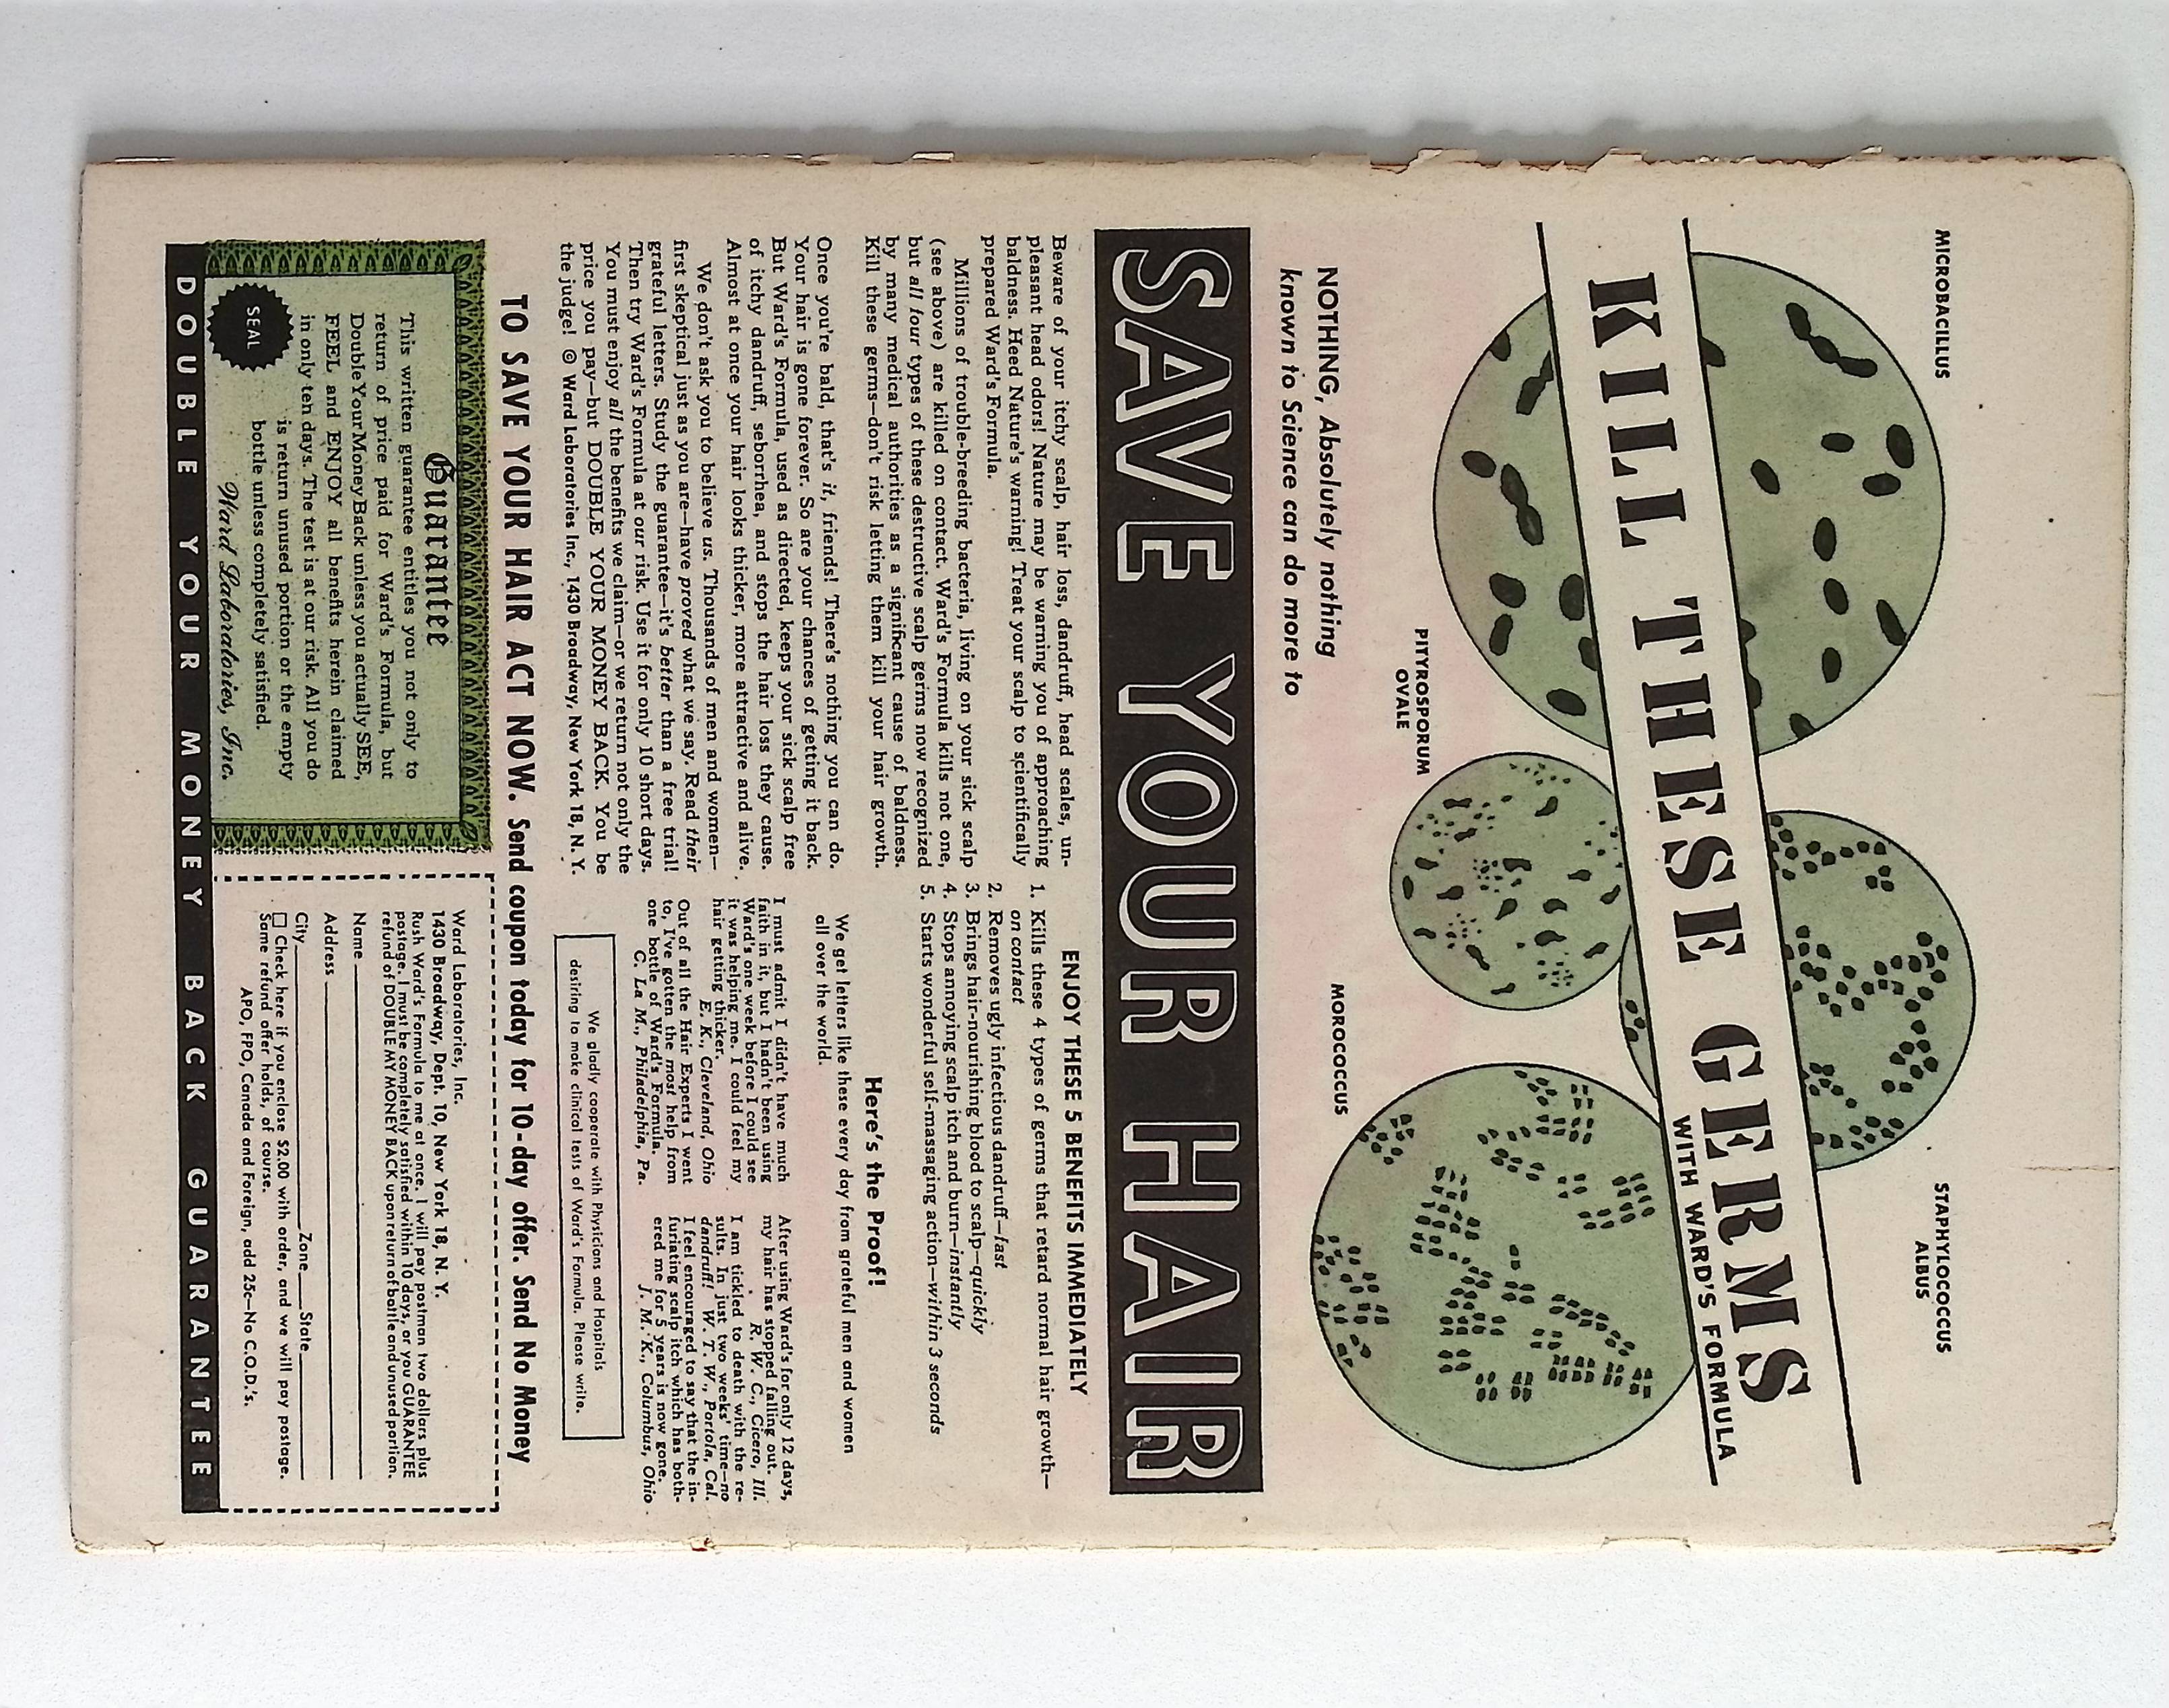 MICROBACILLUS
STAPHYLOCOCCUS
ALBUS
KILL THESE GERMS
WITH WARD'S FORMULA
PITYROSPORUM
OVALE
MOROCOCCUS
NOTHING, Absolutely nothing
known to Science can do more to
SAVE YOUR HAIR
Beware of your itchy scalp, hair loss, dandruff, head scales, un-
pleasant head odors! Nature may be warning you of approaching
baldness. Heed Nature's warning! Treat your scalp to scientifically
prepared Ward's Formula.
Millions of trouble-breeding bacteria, living on your sick scalp
(see above) are killed on contact. Ward's Formula kills not one,
but all four types of these destructive scalp germs now recognized
by many medical authorities as a significant cause of baldness.
Kill these germs—don't risk letting them kill your hair growth.
ENJOY THESE 5 BENEFITS IMMEDIATELY
1. Kills these 4 types of germs that retard normal hair growth—
on contact
2. Removes ugly infectious dandruff—fast
3. Brings hair-nourishing blood to scalp—quickly
4. Stops annoying scalp itch and burn—instantly
5. Starts wonderful self-massaging action—within 3 seconds
Once you're bald, that's it, friends! There's nothing you can do.
Your hair is gone forever. So are your chances of getting it back.
But Ward's Formula, used as directed, keeps your sick scalp free
of itchy dandruff, seborrhea, and stops the hair loss they cause.
Almost at once your hair looks thicker, more attractive and alive.
We don't ask you to believe us. Thousands of men and women—
first skeptical just as you are—have proved what we say. Read their
grateful letters. Study the guarantee—it's better than a free trial!
Then try Ward's Formula at our risk. Use it for only 10 short days.
You must enjoy all the benefits we claim—or we return not only the
price you pay—but DOUBLE YOUR MONEY BACK. You be
the judge! © Ward Laboratories Inc., 1430 Broadway, New York 18, N. Y.
Here's the Proof!
We get letters like these every day from grateful men and women
all over the world.
I must admit I didn't have much
faith in it, but I hadn't been using
Ward's one week before I could see
it was helping me. I could feel my
hair getting thicker.
E. K., Cleveland, Ohio
Out of all the Hair Experts I went
to, I've gotten the most help from
one bottle of Ward's Formula.
C. La M., Philadelphia, Pa.
After using Ward's for only 12 days,
my hair has stopped falling out.
R. W. C., Cicero, Ill.
I am tickled to death with the re-
sults. In just two weeks' time—no
dandruff! W. T. W., Portola, Cal.
I feel encouraged to say that the in-
furiating scalp itch which has both-
ered me for 5 years is now gone.
J. M. K., Columbus, Ohio
We gladly cooperate with Physicians and Hospitals
desiring to make clinical tests of Ward's Formula. Please write.
TO SAVE YOUR HAIR ACT NOW. Send coupon today for 10-day offer. Send No Money
Guarantee
This written guarantee entitles you not only to
return of price paid for Ward's Formula, but
Double Your Money Back unless you actually SEE,
FEEL and ENJOY all benefits herein claimed
in only ten days. The test is at our risk. All you do
is return unused portion or the empty
bottle unless completely satisfied.
Ward Laboratories, Inc.
SEAL
Ward Laboratories, Inc.
1430 Broadway, Dept. 10, New York 18, N. Y.
Rush Ward's Formula to me at once. I will pay postman two dollars plus
postage. I must be completely satisfied within 10 days, or you GUARANTEE
refund of DOUBLE MY MONEY BACK upon return of bottle and unused portion.
Name
Address
City Zone State
☐ Check here if you enclose $2.00 with order, and we will pay postage.
Same refund offer holds, of course.
APO, FPO, Canada and Foreign, add 25c—No C.O.D.'s.
DOUBLE YOUR MONEY BACK GUARANTEE